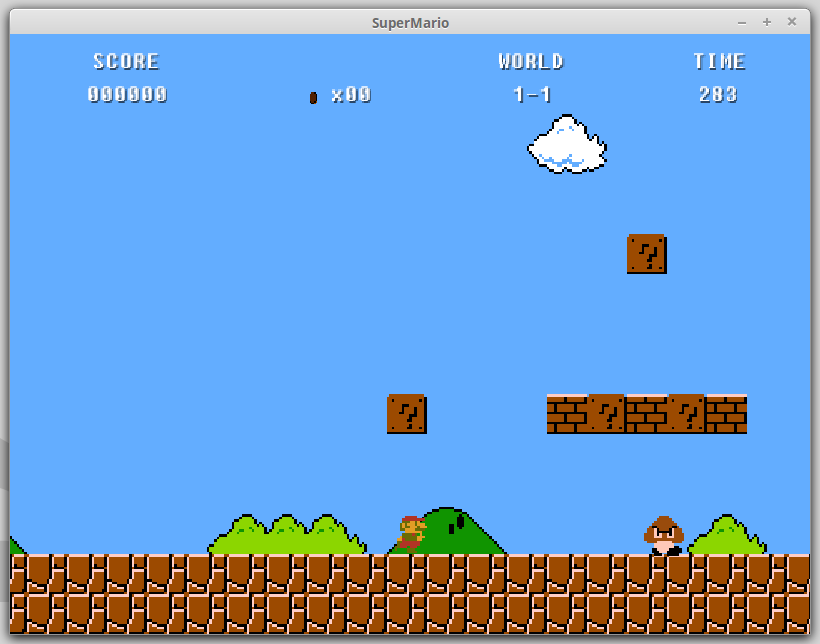 SuperMario
SCORE WORLD TIME
000000 x00 1-1 283
?
? ? ?